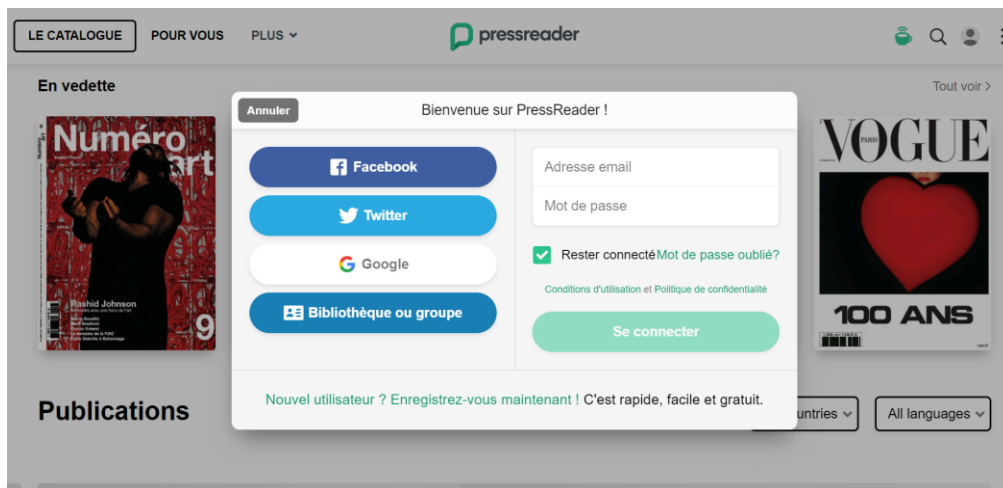 LE CATALOGUE POUR VOUS PLUS pressreader
En vedette Tout voir >
Annuler Bienvenue sur PressReader !
Numéro
art
Rashid Johnson
9
Facebook
Twitter
Google
Bibliothèque ou groupe
Adresse email
Mot de passe
Rester connecté Mot de passe oublié?
Conditions d'utilisation et Politique de confidentialité
Se connecter
Nouvel utilisateur ? Enregistrez-vous maintenant ! C'est rapide, facile et gratuit.
VOGUE
PARIS
100 ANS
Publications
untries All languages